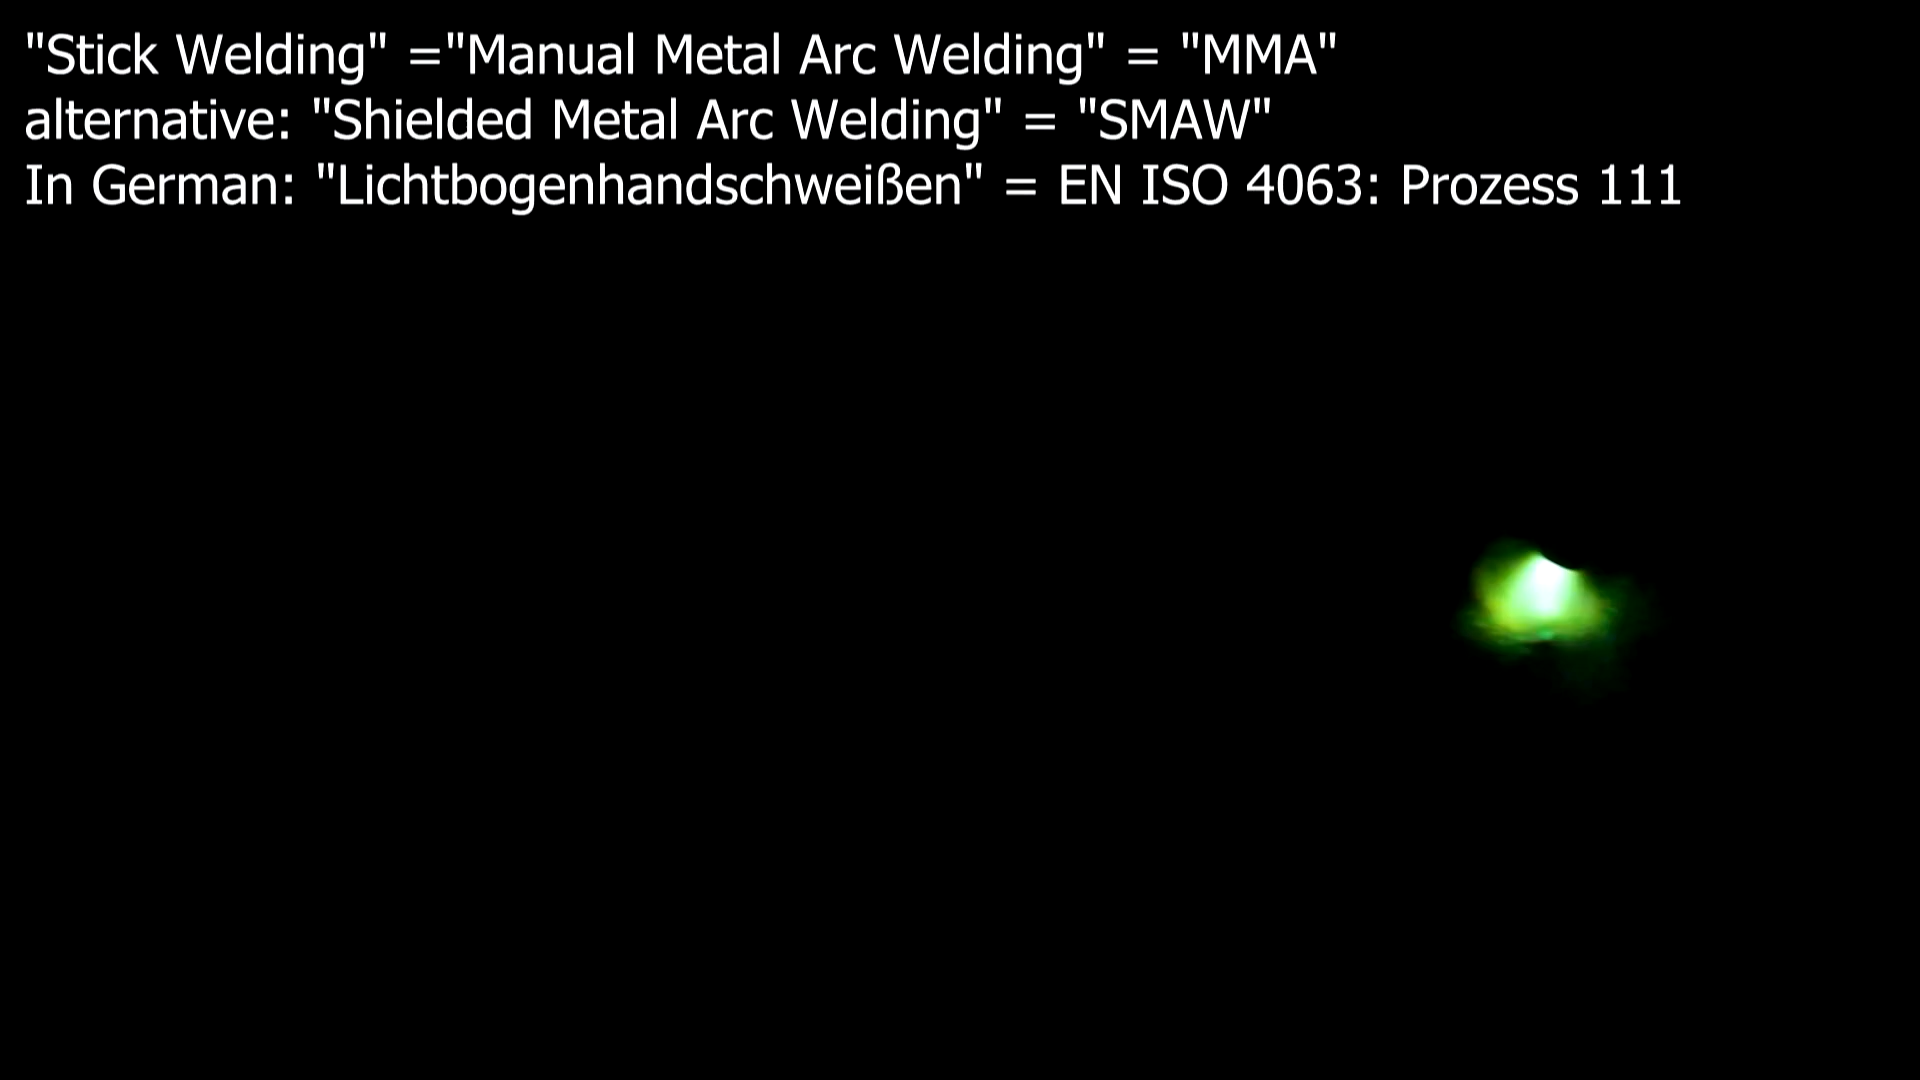 "Stick Welding" ="Manual Metal Arc Welding" = "MMA"
alternative: "Shielded Metal Arc Welding" = "SMAW"
In German: "Lichtbogenhandschweißen" = EN ISO 4063: Prozess 111